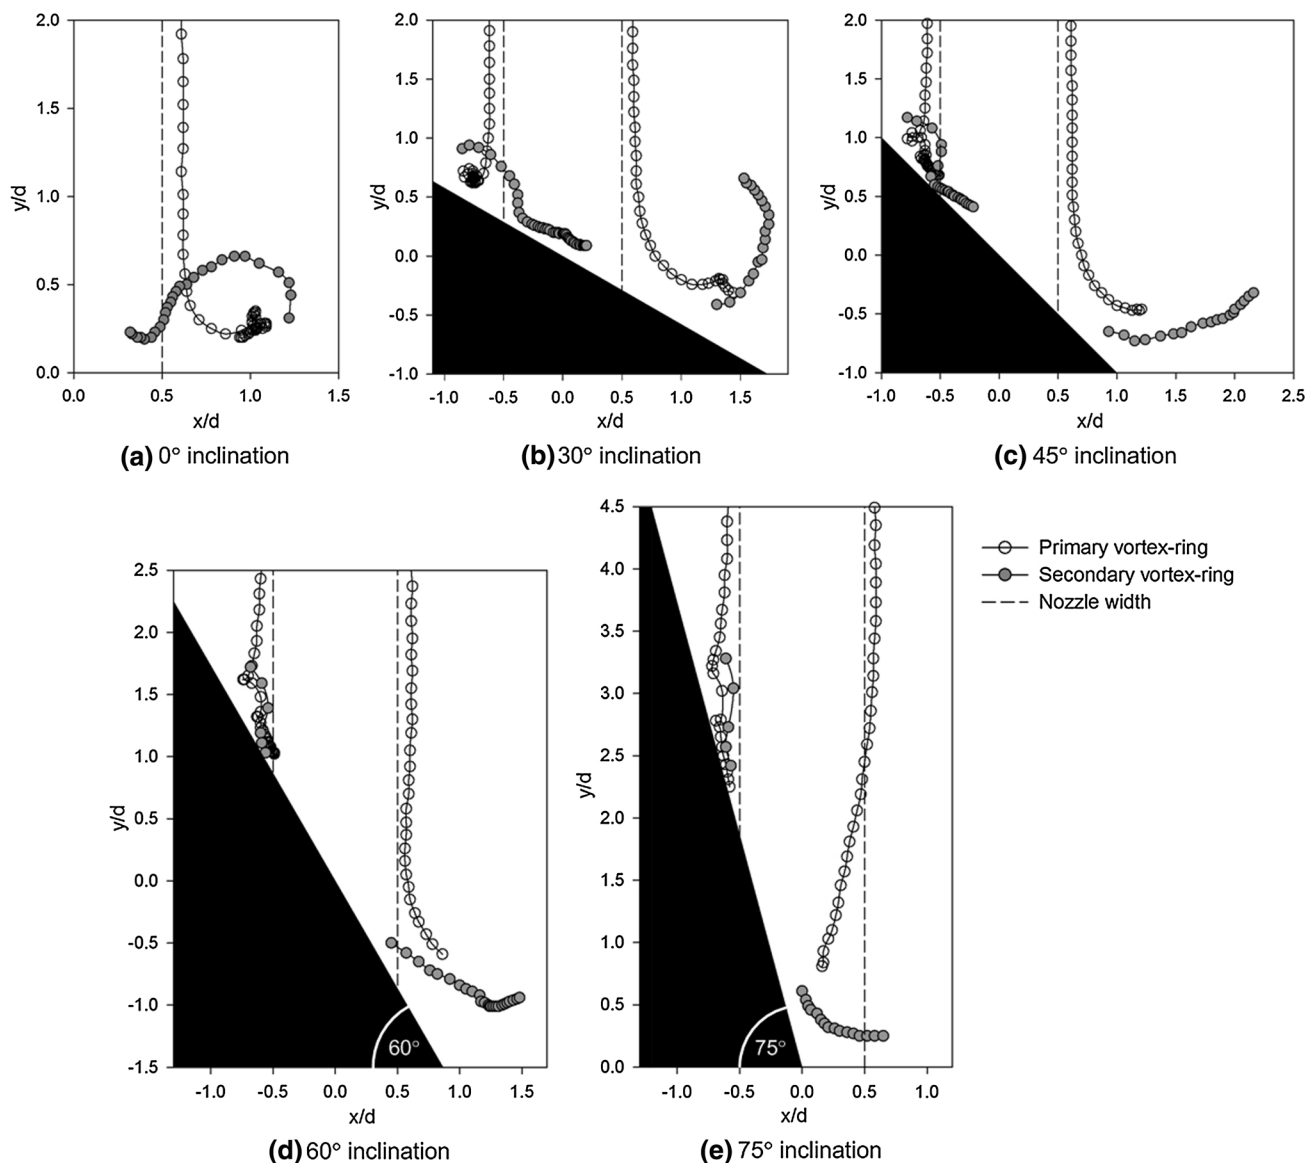 2.0
1.5
1.0
0.5
0.0
y/d
0.0 0.5 1.0 1.5
x/d
(a) 0° inclination
2.0
1.5
1.0
0.5
0.0
-0.5
-1.0
y/d
-1.0 -0.5 0.0 0.5 1.0 1.5
x/d
(b) 30° inclination
2.0
1.5
1.0
0.5
0.0
-0.5
-1.0
y/d
-1.0 -0.5 0.0 0.5 1.0 1.5 2.0 2.5
x/d
(c) 45° inclination
2.5
2.0
1.5
1.0
0.5
0.0
-0.5
-1.0
-1.5
y/d
60°
-1.0 -0.5 0.0 0.5 1.0 1.5
x/d
(d) 60° inclination
4.5
4.0
3.5
3.0
2.5
2.0
1.5
1.0
0.5
0.0
y/d
75°
-1.0 -0.5 0.0 0.5 1.0
x/d
(e) 75° inclination
Primary vortex-ring
Secondary vortex-ring
Nozzle width